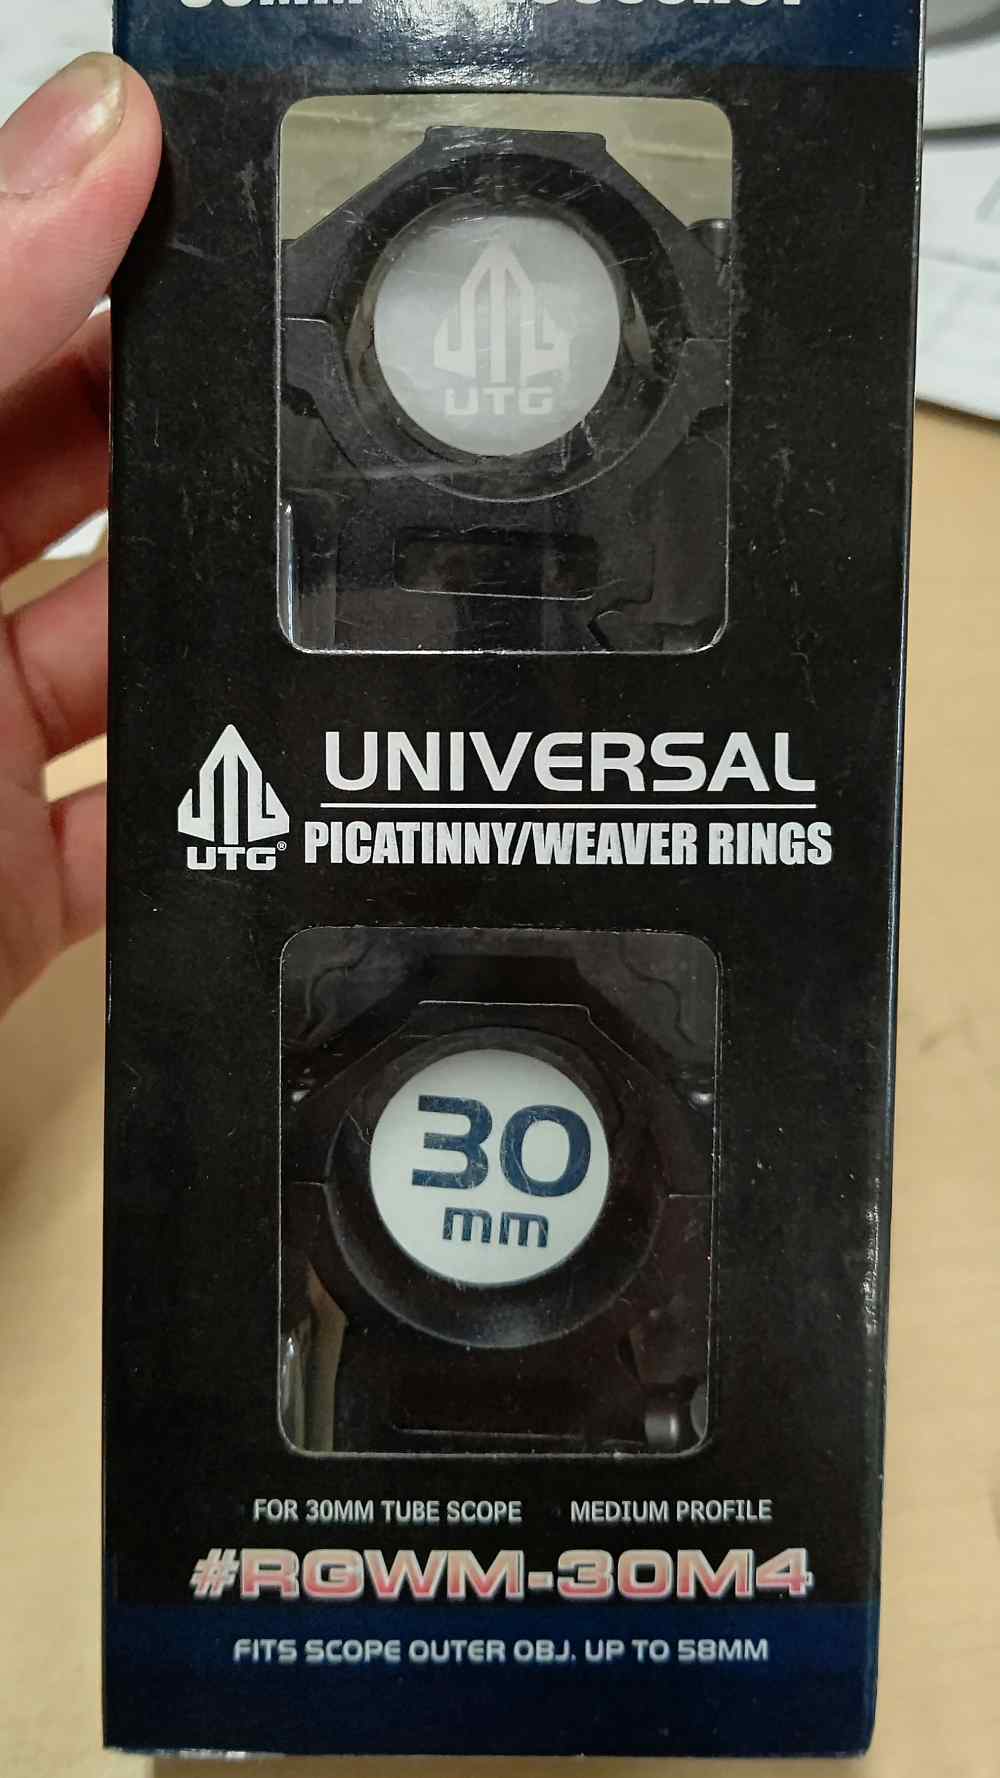 UTG
UTG®
UNIVERSAL
PICATINNY/WEAVER RINGS
30
mm
FOR 30MM TUBE SCOPE MEDIUM PROFILE
#RGWM-30M4
FITS SCOPE OUTER OBJ. UP TO 58MM